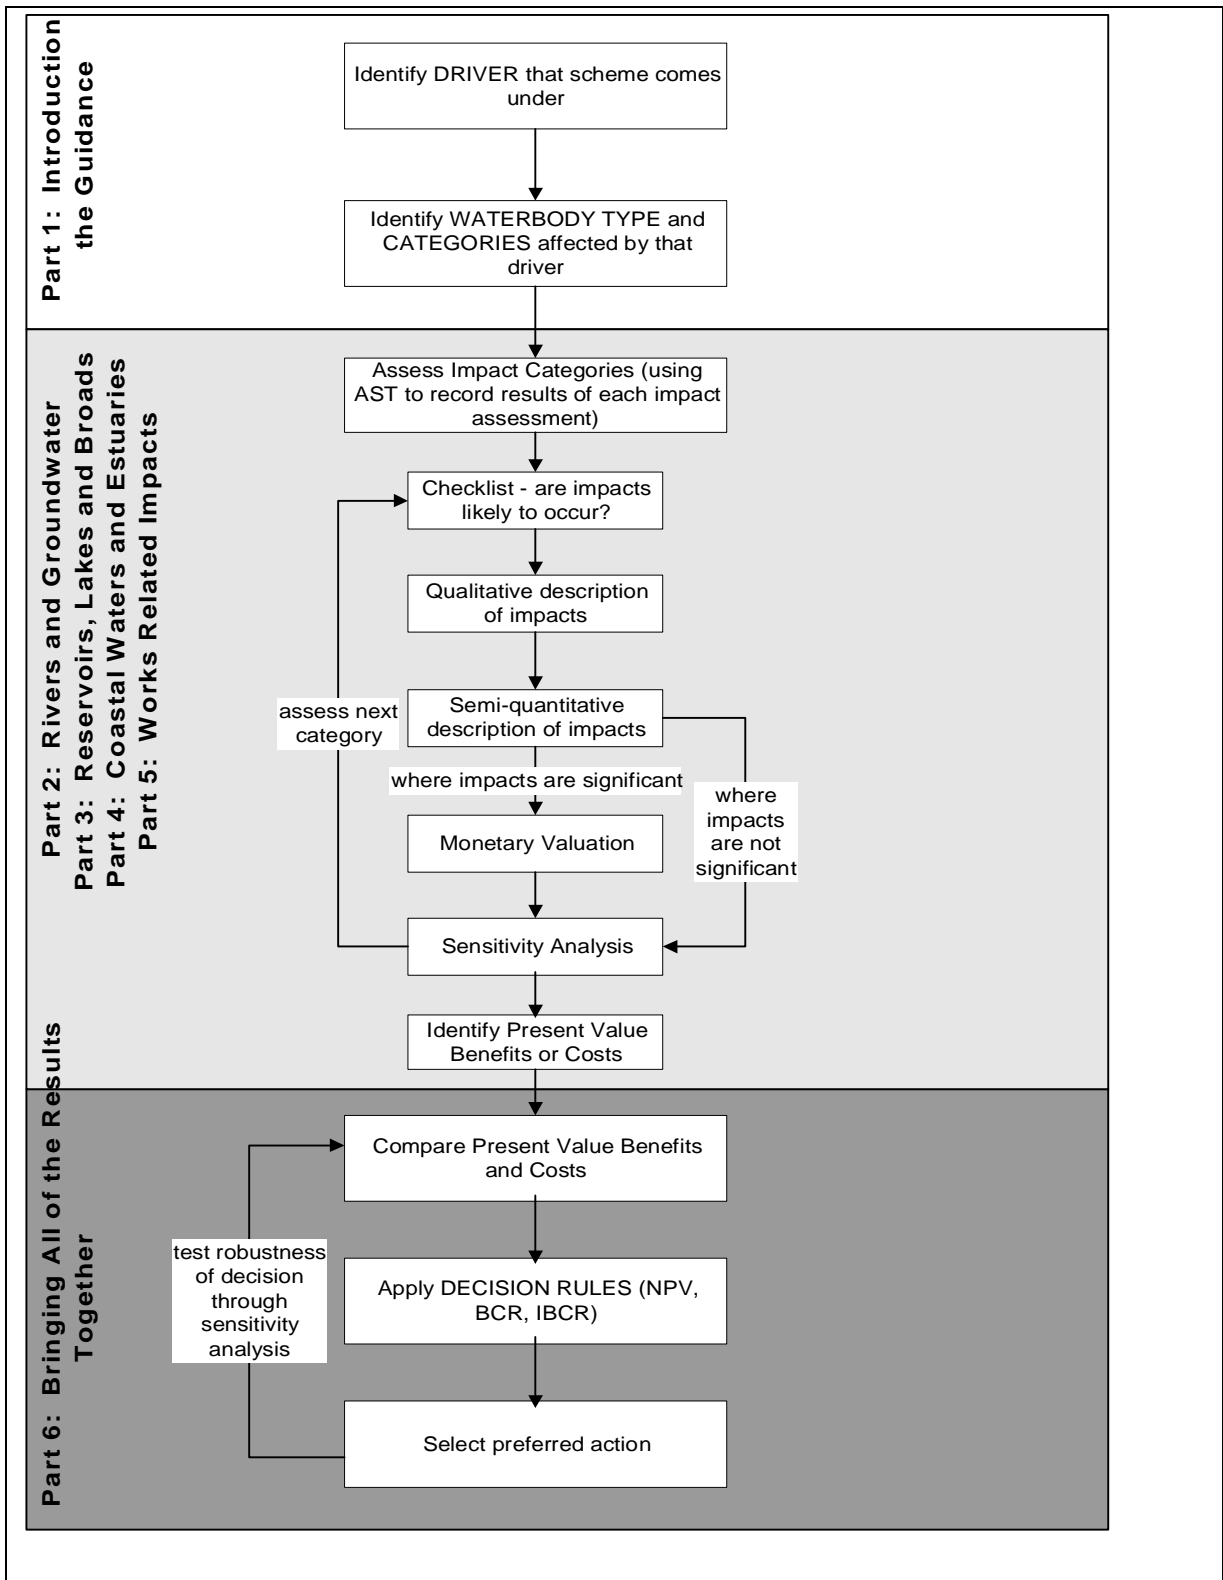 Part 1: Introduction
the Guidance
Identify DRIVER that scheme comes
under
Identify WATERBODY TYPE and
CATEGORIES affected by that
driver
Part 2: Rivers and Groundwater
Part 3: Reservoirs, Lakes and Broads
Part 4: Coastal Waters and Estuaries
Part 5: Works Related Impacts
Assess Impact Categories (using
AST to record results of each impact
assessment)
Checklist - are impacts
likely to occur?
Qualitative description
of impacts
Semi-quantitative
description of impacts
assess next
category
where impacts are significant
where
impacts
are not
significant
Monetary Valuation
Sensitivity Analysis
Identify Present Value
Benefits or Costs
Part 6: Bringing All of the Results
Together
Compare Present Value Benefits
and Costs
test robustness
of decision
through
sensitivity
analysis
Apply DECISION RULES (NPV,
BCR, IBCR)
Select preferred action